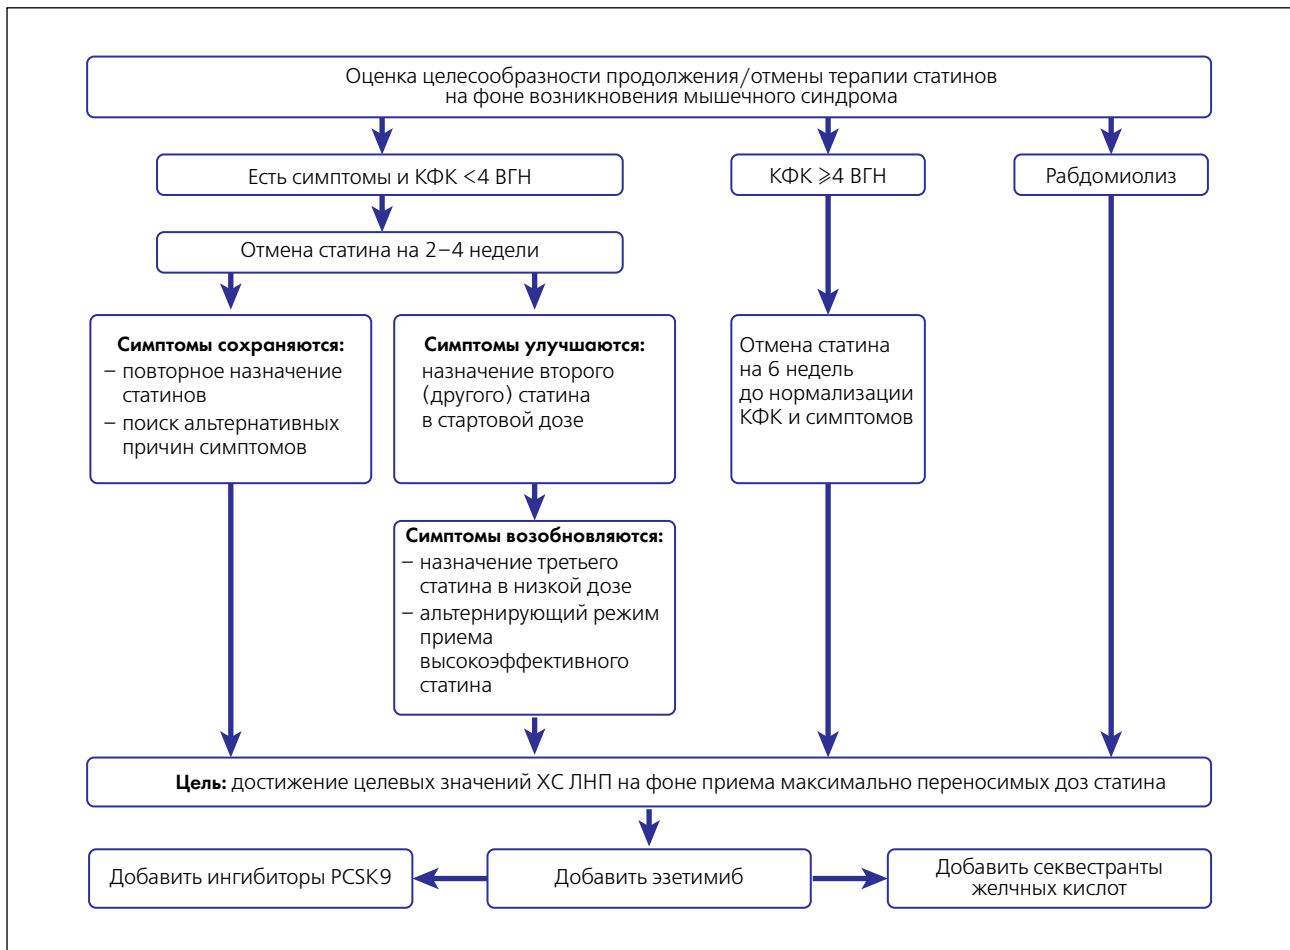 Оценка целесообразности продолжения/отмены терапии статинов
на фоне возникновения мышечного синдрома
Есть симптомы и КФК <4 ВГН
КФК ⩾4 ВГН
Рабдомиолиз
Отмена статина на 2–4 недели
Симптомы сохраняются:
– повторное назначение
статинов
– поиск альтернативных
причин симптомов
Симптомы улучшаются:
назначение второго
(другого) статина
в стартовой дозе
Отмена статина
на 6 недель
до нормализации
КФК и симптомов
Симптомы возобновляются:
– назначение третьего
статина в низкой дозе
– альтернирующий режим
приема
высокоэффективного
статина
Цель: достижение целевых значений ХС ЛНП на фоне приема максимально переносимых доз статина
Добавить ингибиторы PCSK9
Добавить эзетимиб
Добавить секвестранты
желчных кислот